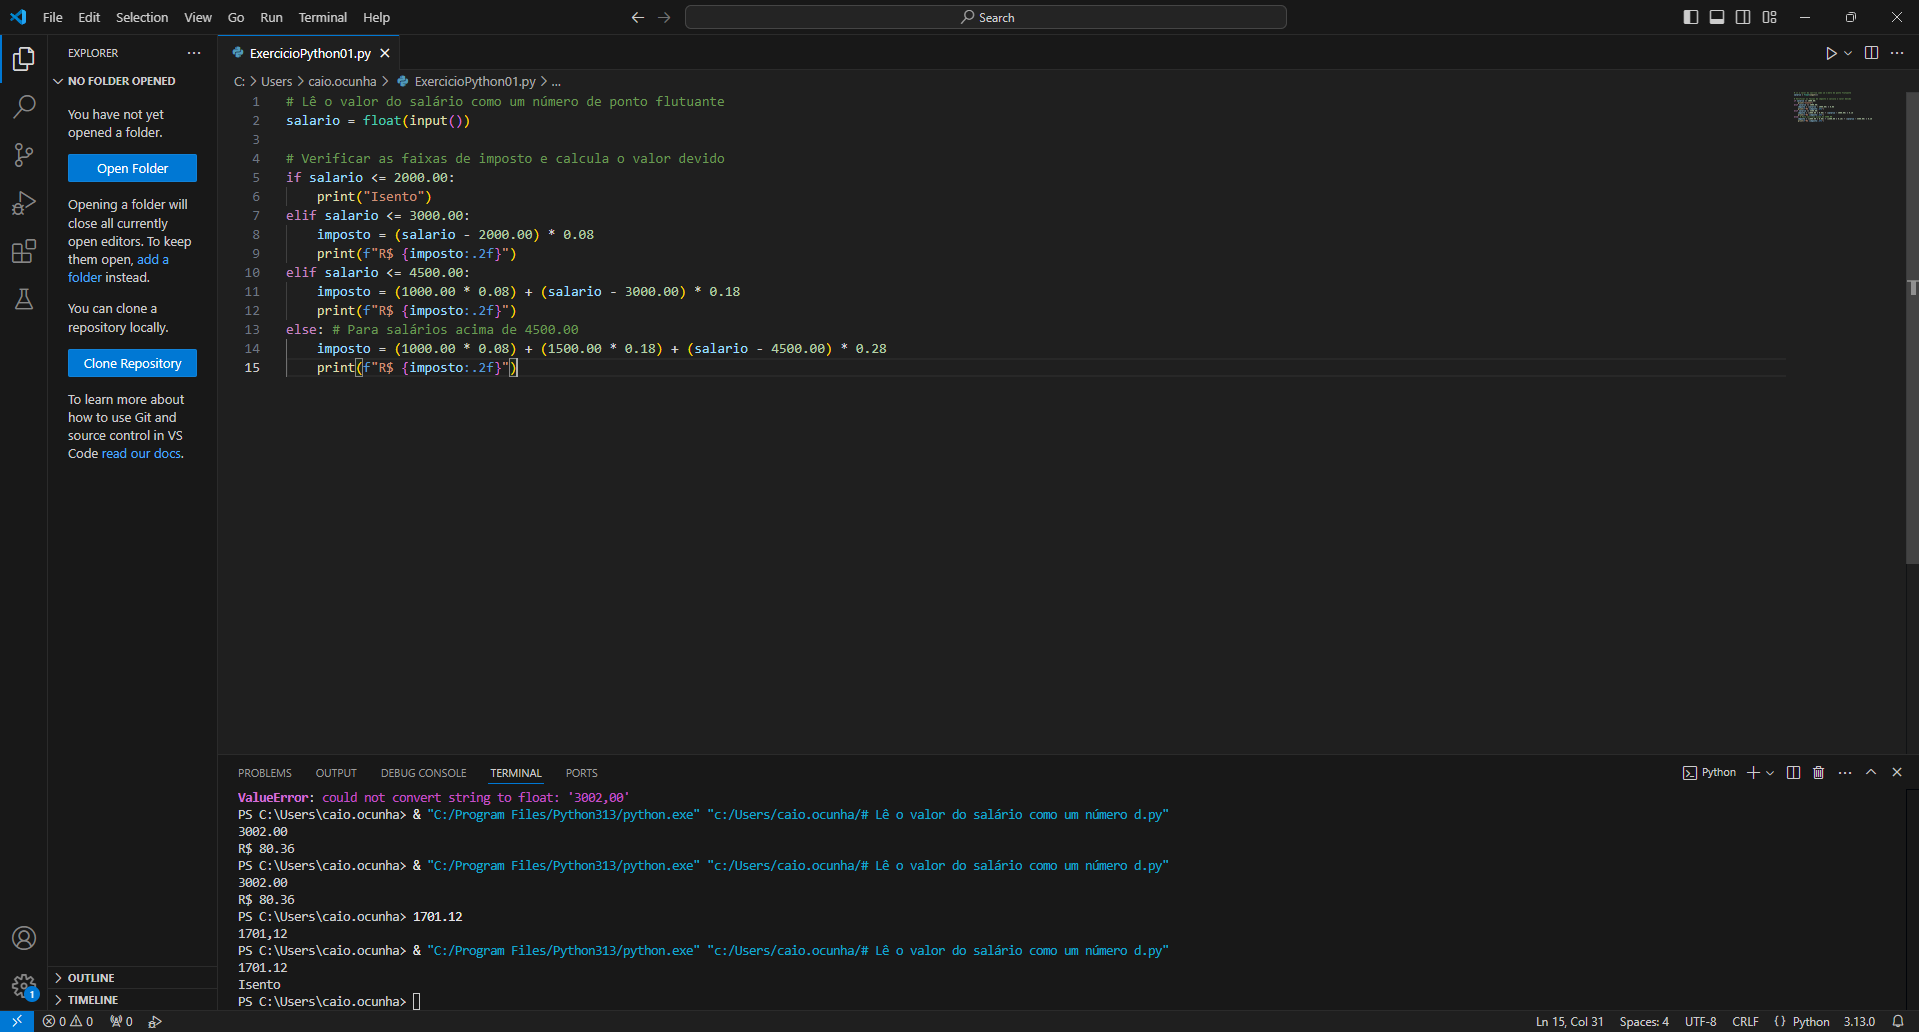 File Edit Selection View Go Run Terminal Help
Search
EXPLORER
NO FOLDER OPENED
You have not yet
opened a folder.
Open Folder
Opening a folder will
close all currently
open editors. To keep
them open, add a
folder instead.
You can clone a
repository locally.
Clone Repository
To learn more about
how to use Git and
source control in VS
Code read our docs.
OUTLINE
TIMELINE
1
ExercicioPython01.py
C: > Users > caio.ocunha > ExercicioPython01.py > ...
1 # Lê o valor do salário como um número de ponto flutuante
2 salario = float(input())
3
4 # Verificar as faixas de imposto e calcula o valor devido
5 if salario <= 2000.00:
6 print("Isento")
7 elif salario <= 3000.00:
8 imposto = (salario - 2000.00) * 0.08
9 print(f"R$ {imposto:.2f}")
10 elif salario <= 4500.00:
11 imposto = (1000.00 * 0.08) + (salario - 3000.00) * 0.18
12 print(f"R$ {imposto:.2f}")
13 else: # Para salários acima de 4500.00
14 imposto = (1000.00 * 0.08) + (1500.00 * 0.18) + (salario - 4500.00) * 0.28
15 print(f"R$ {imposto:.2f}")
PROBLEMS OUTPUT DEBUG CONSOLE TERMINAL PORTS
Python
ValueError: could not convert string to float: '3002,00'
PS C:\Users\caio.ocunha> & "C:/Program Files/Python313/python.exe" "c:/Users/caio.ocunha/# Lê o valor do salário como um número d.py"
3002.00
R$ 80.36
PS C:\Users\caio.ocunha> & "C:/Program Files/Python313/python.exe" "c:/Users/caio.ocunha/# Lê o valor do salário como um número d.py"
3002.00
R$ 80.36
PS C:\Users\caio.ocunha> 1701.12
1701,12
PS C:\Users\caio.ocunha> & "C:/Program Files/Python313/python.exe" "c:/Users/caio.ocunha/# Lê o valor do salário como um número d.py"
1701.12
Isento
PS C:\Users\caio.ocunha>
0 0 0 Ln 15, Col 31 Spaces: 4 UTF-8 CRLF {} Python 3.13.0